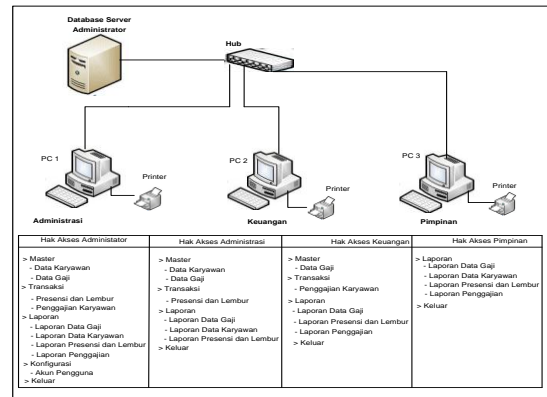 Database Server
Administrator
Hub
PC 1
Printer
Administrasi
PC 2
Printer
Keuangan
PC 3
Printer
Pimpinan
Hak Akses Administator
> Master
- Data Karyawan
- Data Gaji
> Transaksi
- Presensi dan Lembur
- Penggajian Karyawan
> Laporan
- Laporan Data Gaji
- Laporan Data Karyawan
- Laporan Presensi dan Lembur
- Laporan Penggajian
> Konfigurasi
- Akun Pengguna
> Keluar
Hak Akses Administrasi
> Master
- Data Karyawan
- Data Gaji
> Transaksi
- Presensi dan Lembur
> Laporan
- Laporan Data Gaji
- Laporan Data Karyawan
- Laporan Presensi dan Lembur
> Keluar
Hak Akses Keuangan
> Master
- Data Gaji
> Transaksi
- Penggajian Karyawan
> Laporan
- Laporan Data Gaji
- Laporan Presensi dan Lembur
- Laporan Penggajian
> Keluar
Hak Akses Pimpinan
> Laporan
- Laporan Data Gaji
- Laporan Data Karyawan
- Laporan Presensi dan Lembur
- Laporan Penggajian
> Keluar